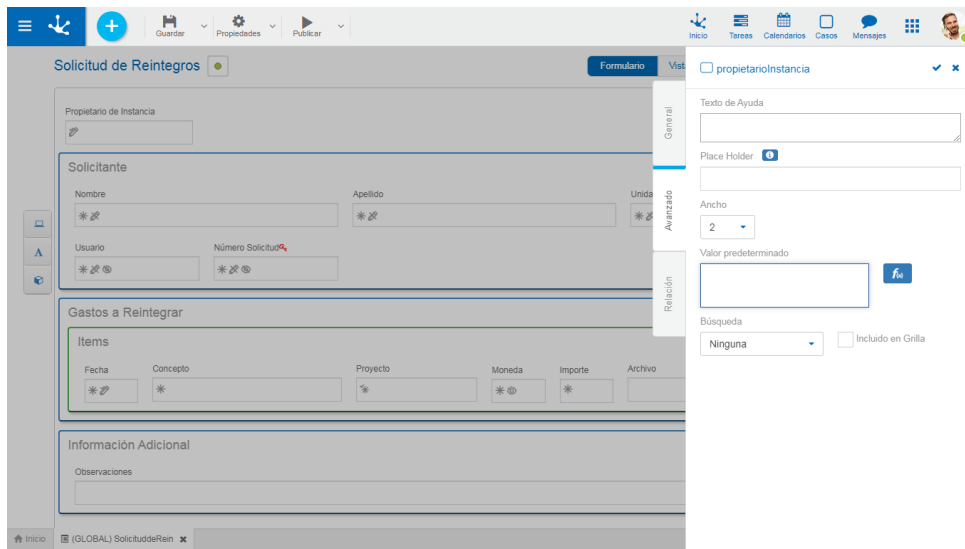 Guardar
Propiedades
Publicar
Inicio
Tareas
Calendarios
Casos
Mensajes
Solicitud de Reintegros
Formulario
Vist
propietarioInstancia
Propietario de Instancia
General
Avanzado
Relación
Texto de Ayuda
Place Holder
Ancho
2
Valor predeterminado
f(x)
Búsqueda
Ninguna
Incluido en Grilla
Solicitante
Nombre
Apellido
Unida
Usuario
Número Solicitud
A
Gastos a Reintegrar
Items
Fecha
Concepto
Proyecto
Moneda
Importe
Archivo
Información Adicional
Observaciones
Inicio
(GLOBAL) SolicituddeRein